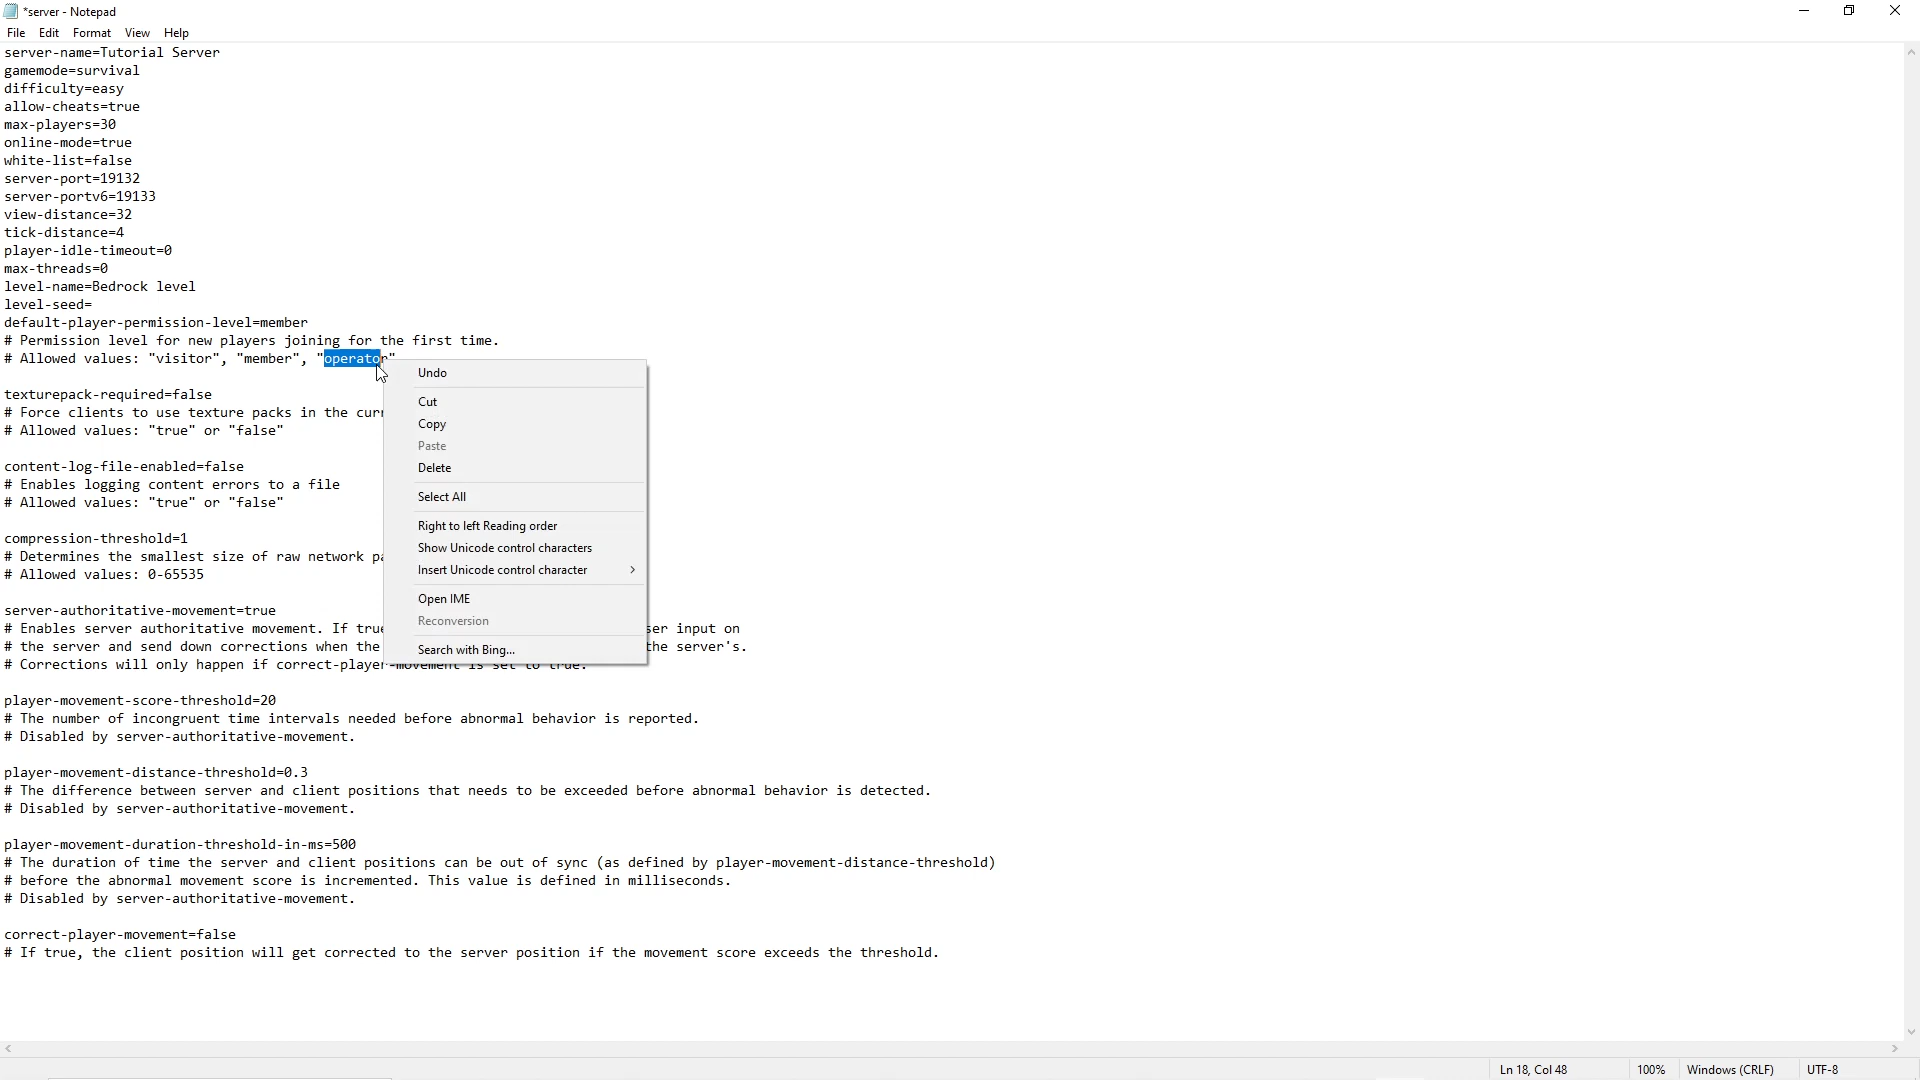 *server - Notepad
File Edit Format View Help
server-name=Tutorial Server
gamemode=survival
difficulty=easy
allow-cheats=true
max-players=30
online-mode=true
white-list=false
server-port=19132
server-portv6=19133
view-distance=32
tick-distance=4
player-idle-timeout=0
max-threads=0
level-name=Bedrock level
level-seed=
default-player-permission-level=member
# Permission level for new players joining for the first time.
# Allowed values: "visitor", "member", "operator"
texturepack-required=false
# Force clients to use texture packs in the
# Allowed values: "true" or "false"
content-log-file-enabled=false
# Enables logging content errors to a file
# Allowed values: "true" or "false"
compression-threshold=1
# Determines the smallest size of raw network
# Allowed values: 0-65535
server-authoritative-movement=true
# Enables server authoritative movement. If input on
# the server and send down corrections when the the server's.
# Corrections will only happen if correct-player-movement is set to true.
player-movement-score-threshold=20
# The number of incongruent time intervals needed before abnormal behavior is reported.
# Disabled by server-authoritative-movement.
player-movement-distance-threshold=0.3
# The difference between server and client positions that needs to be exceeded before abnormal behavior is detected.
# Disabled by server-authoritative-movement.
player-movement-duration-threshold-in-ms=500
# The duration of time the server and client positions can be out of sync (as defined by player-movement-distance-threshold)
# before the abnormal movement score is incremented. This value is defined in milliseconds.
# Disabled by server-authoritative-movement.
correct-player-movement=false
# If true, the client position will get corrected to the server position if the movement score exceeds the threshold.
Undo
Cut
Copy
Paste
Delete
Select All
Right to left Reading order
Show Unicode control characters
Insert Unicode control character
Open IME
Reconversion
Search with Bing...
Ln 18, Col 48 100% Windows (CRLF) UTF-8